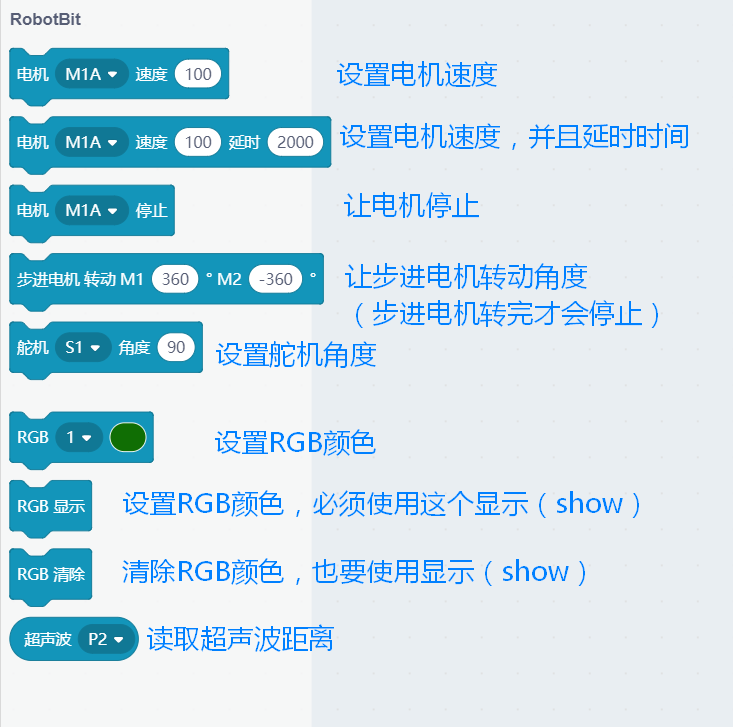 RobotBit
电机 M1A 速度 100 设置电机速度
电机 M1A 速度 100 延时 2000 设置电机速度，并且延时时间
电机 M1A 停止 让电机停止
步进电机 转动 M1 360 ° M2 -360 ° 让步进电机转动角度
（步进电机转完才会停止）
舵机 S1 角度 90 设置舵机角度
RGB 1 设置RGB颜色
RGB 显示 设置RGB颜色，必须使用这个显示（show）
RGB 清除 清除RGB颜色，也要使用显示（show）
超声波 P2 读取超声波距离